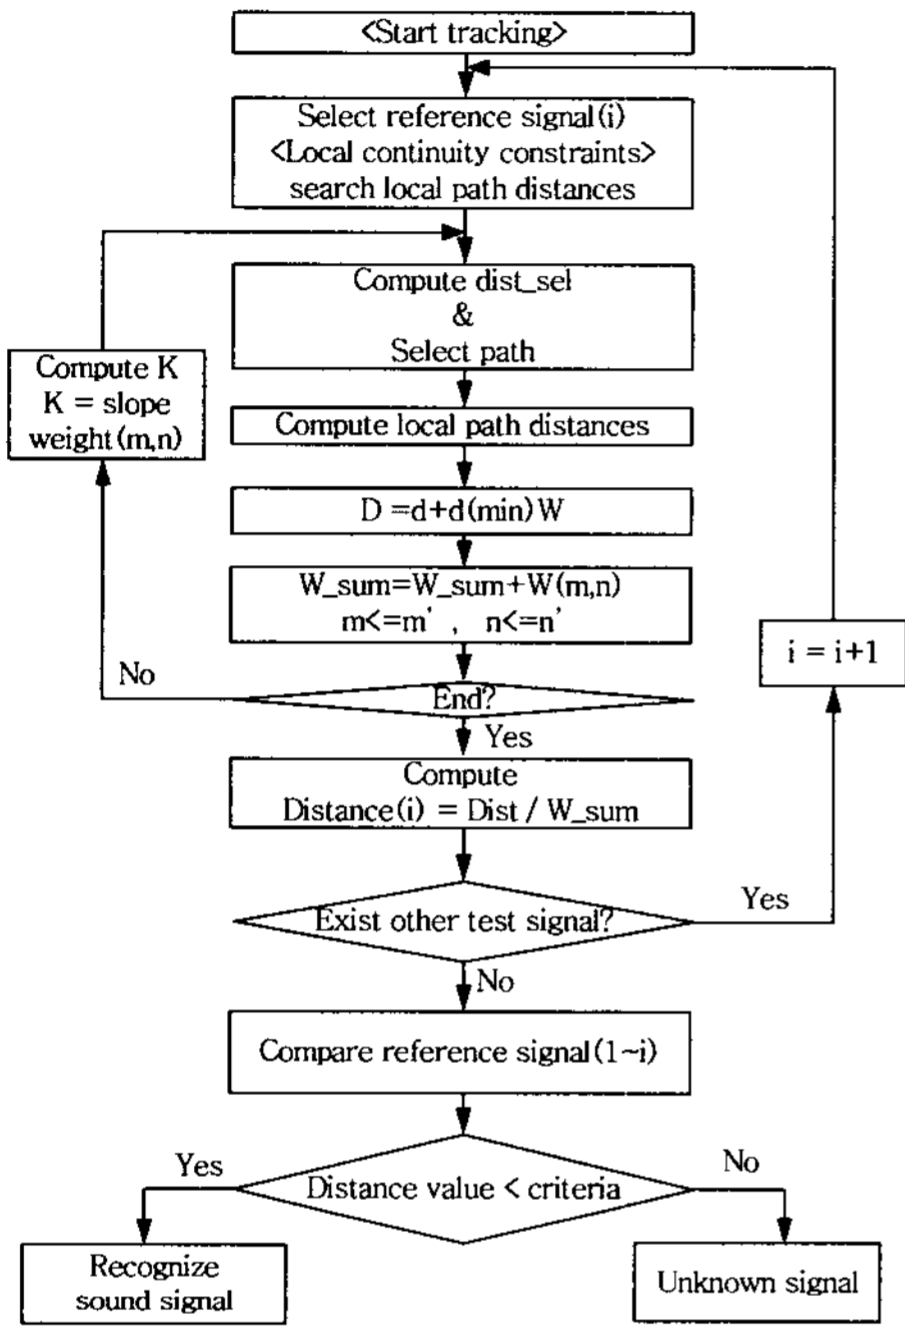 <Start tracking>
Select reference signal(i)
<Local continuity constraints>
search local path distances
Compute dist_sel
&
Select path
Compute K
K = slope
weight(m,n)
Compute local path distances
D =d+d(min)W
W_sum=W_sum+W(m,n)
m<=m' , n<=n'
i = i+1
No
End?
Yes
Compute
Distance(i) = Dist / W_sum
Exist other test signal?
Yes
No
Compare reference signal(1~i)
Yes
No
Distance value < criteria
Recognize
sound signal
Unknown signal